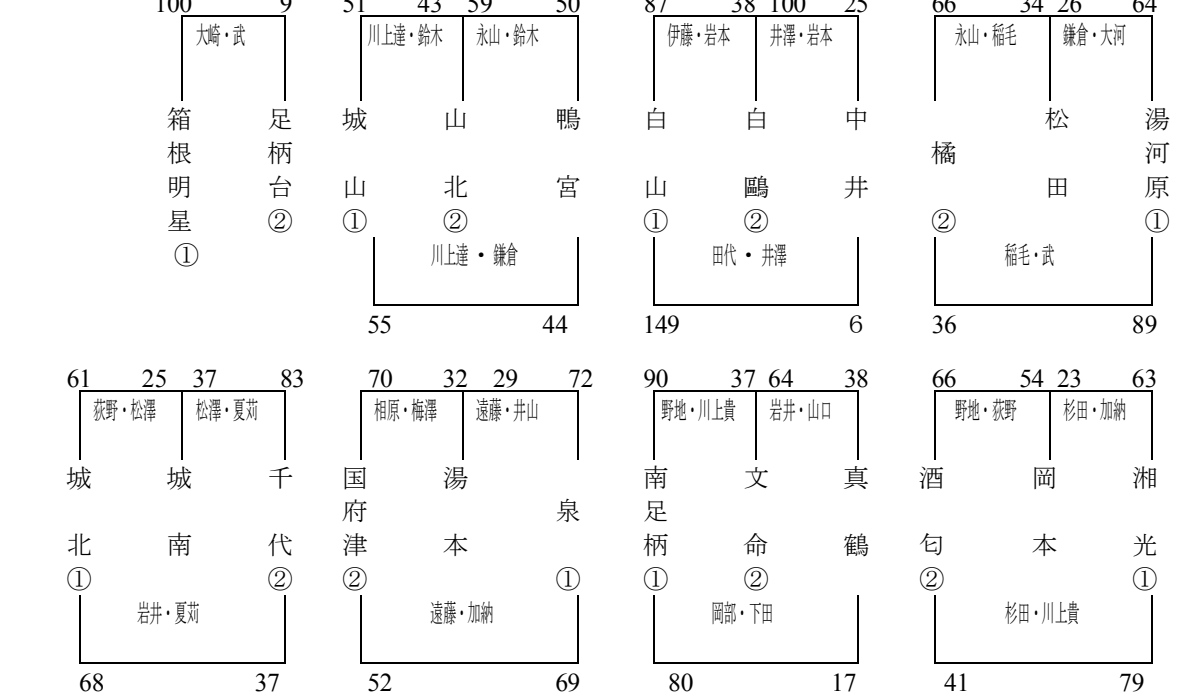 100 9 51 43 59 50 87 38 100 25 66 34 26 64
大崎・武 川上達・鈴木 永山・鈴木 伊藤・岩本 井澤・岩本 永山・稲毛 鎌倉・大河
箱根明星① 足柄台② 城山① 山北② 鴨宮 白山① 白鷗② 中井 橘② 松田 湯河原①
川上達・鎌倉 田代・井澤 稲毛・武
55 44 149 6 36 89
61 25 37 83 70 32 29 72 90 37 64 38 66 54 23 63
荻野・松澤 松澤・夏苅 相原・梅澤 遠藤・井山 野地・川上貴 岩井・山口 野地・荻野 杉田・加納
城北① 城南 千代② 国府津② 湯本 泉① 南足柄① 文命② 真鶴 酒匂② 岡本 湘光①
岩井・夏苅 遠藤・加納 岡部・下田 杉田・川上貴
68 37 52 69 80 17 41 79